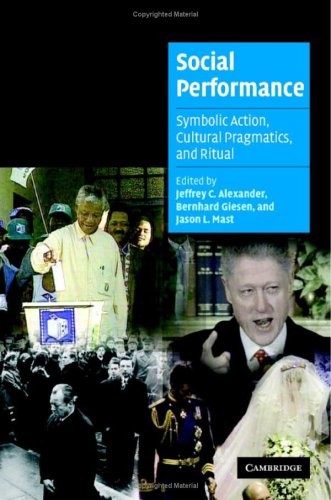 Copyrighted Material
Social
Performance
Symbolic Action,
Cultural Pragmatics,
and Ritual
Edited by
Jeffrey C. Alexander,
Bernhard Giesen, and
Jason L. Mast
CAMBRIDGE
Copyrighted Material